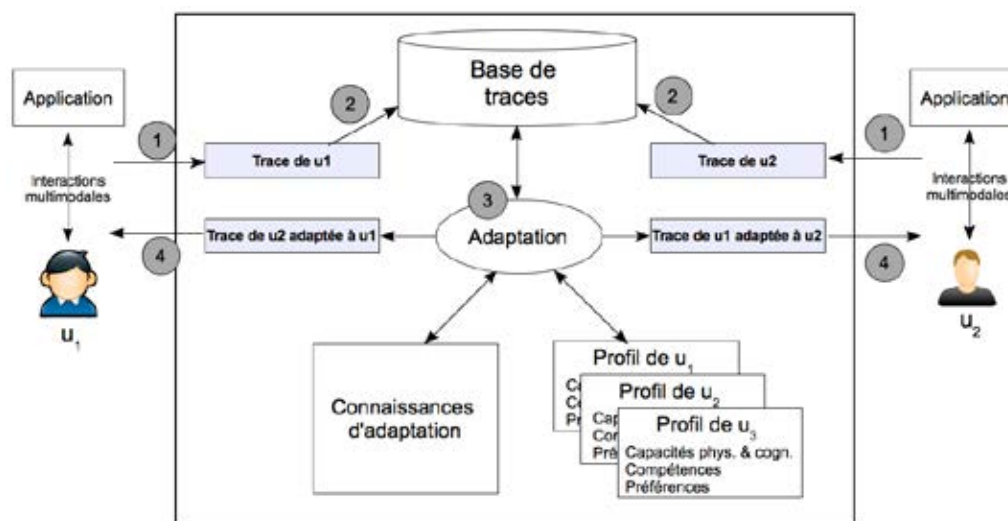 Base de
traces
Application
Application
2
2
1
1
Trace de u1
Trace de u2
Interactions
multimodales
Interactions
multimodales
3
Trace de u2 adaptée à u1
Adaptation
Trace de u1 adaptée à u2
4
4
u1
u2
Connaissances
d'adaptation
Profil de u1
Profil de u2
Profil de u3
Capacités phys. & cogn.
Compétences
Préférences